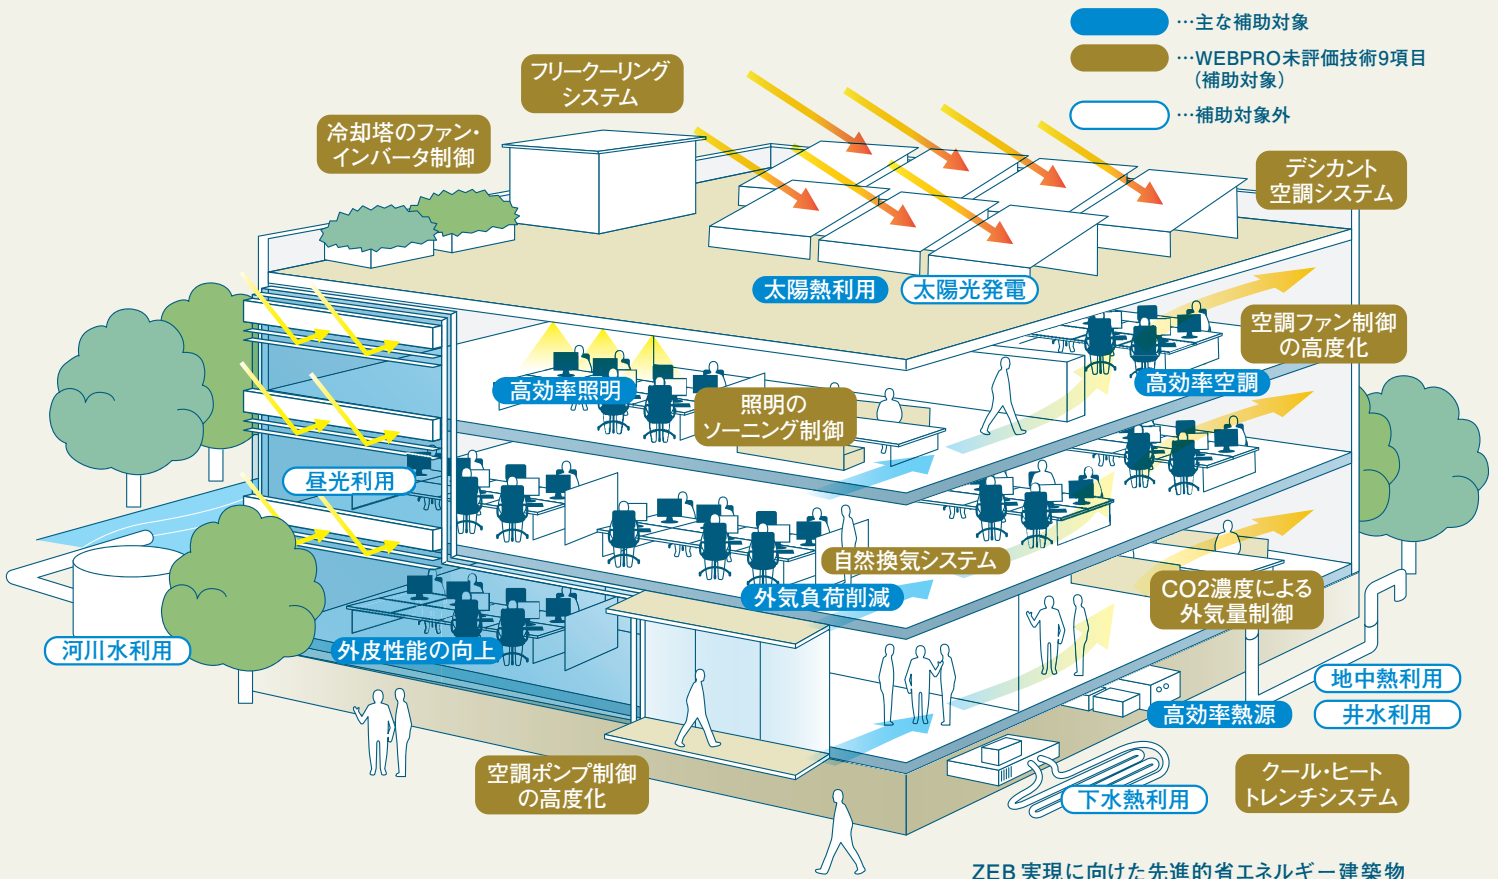 …主な補助対象
…WEBPRO未評価技術9項目
(補助対象)
…補助対象外
フリークーリング
システム
冷却塔のファン・
インバータ制御
デシカント
空調システム
太陽熱利用
太陽光発電
空調ファン制御
の高度化
高効率照明
高効率空調
照明の
ゾーニング制御
昼光利用
自然換気システム
外気負荷削減
CO2濃度による
外気量制御
河川水利用
外皮性能の向上
地中熱利用
高効率熱源
井水利用
空調ポンプ制御
の高度化
下水熱利用
クール・ヒート
トレンチシステム
ZEB実現に向けた先進的省エネルギー建築物